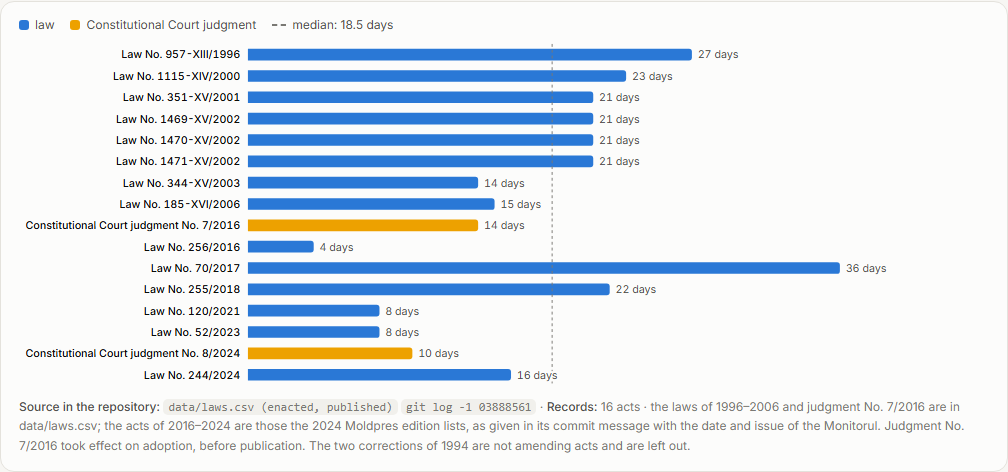 law Constitutional Court judgment median: 18.5 days
Law No. 957-XIII/1996 27 days
Law No. 1115-XIV/2000 23 days
Law No. 351-XV/2001 21 days
Law No. 1469-XV/2002 21 days
Law No. 1470-XV/2002 21 days
Law No. 1471-XV/2002 21 days
Law No. 344-XV/2003 14 days
Law No. 185-XVI/2006 15 days
Constitutional Court judgment No. 7/2016 14 days
Law No. 256/2016 4 days
Law No. 70/2017 36 days
Law No. 255/2018 22 days
Law No. 120/2021 8 days
Law No. 52/2023 8 days
Constitutional Court judgment No. 8/2024 10 days
Law No. 244/2024 16 days
Source in the repository: data/laws.csv (enacted, published) git log -1 03888561 · Records: 16 acts · the laws of 1996–2006 and judgment No. 7/2016 are in
data/laws.csv; the acts of 2016–2024 are those the 2024 Moldpres edition lists, as given in its commit message with the date and issue of the Monitorul. Judgment No.
7/2016 took effect on adoption, before publication. The two corrections of 1994 are not amending acts and are left out.